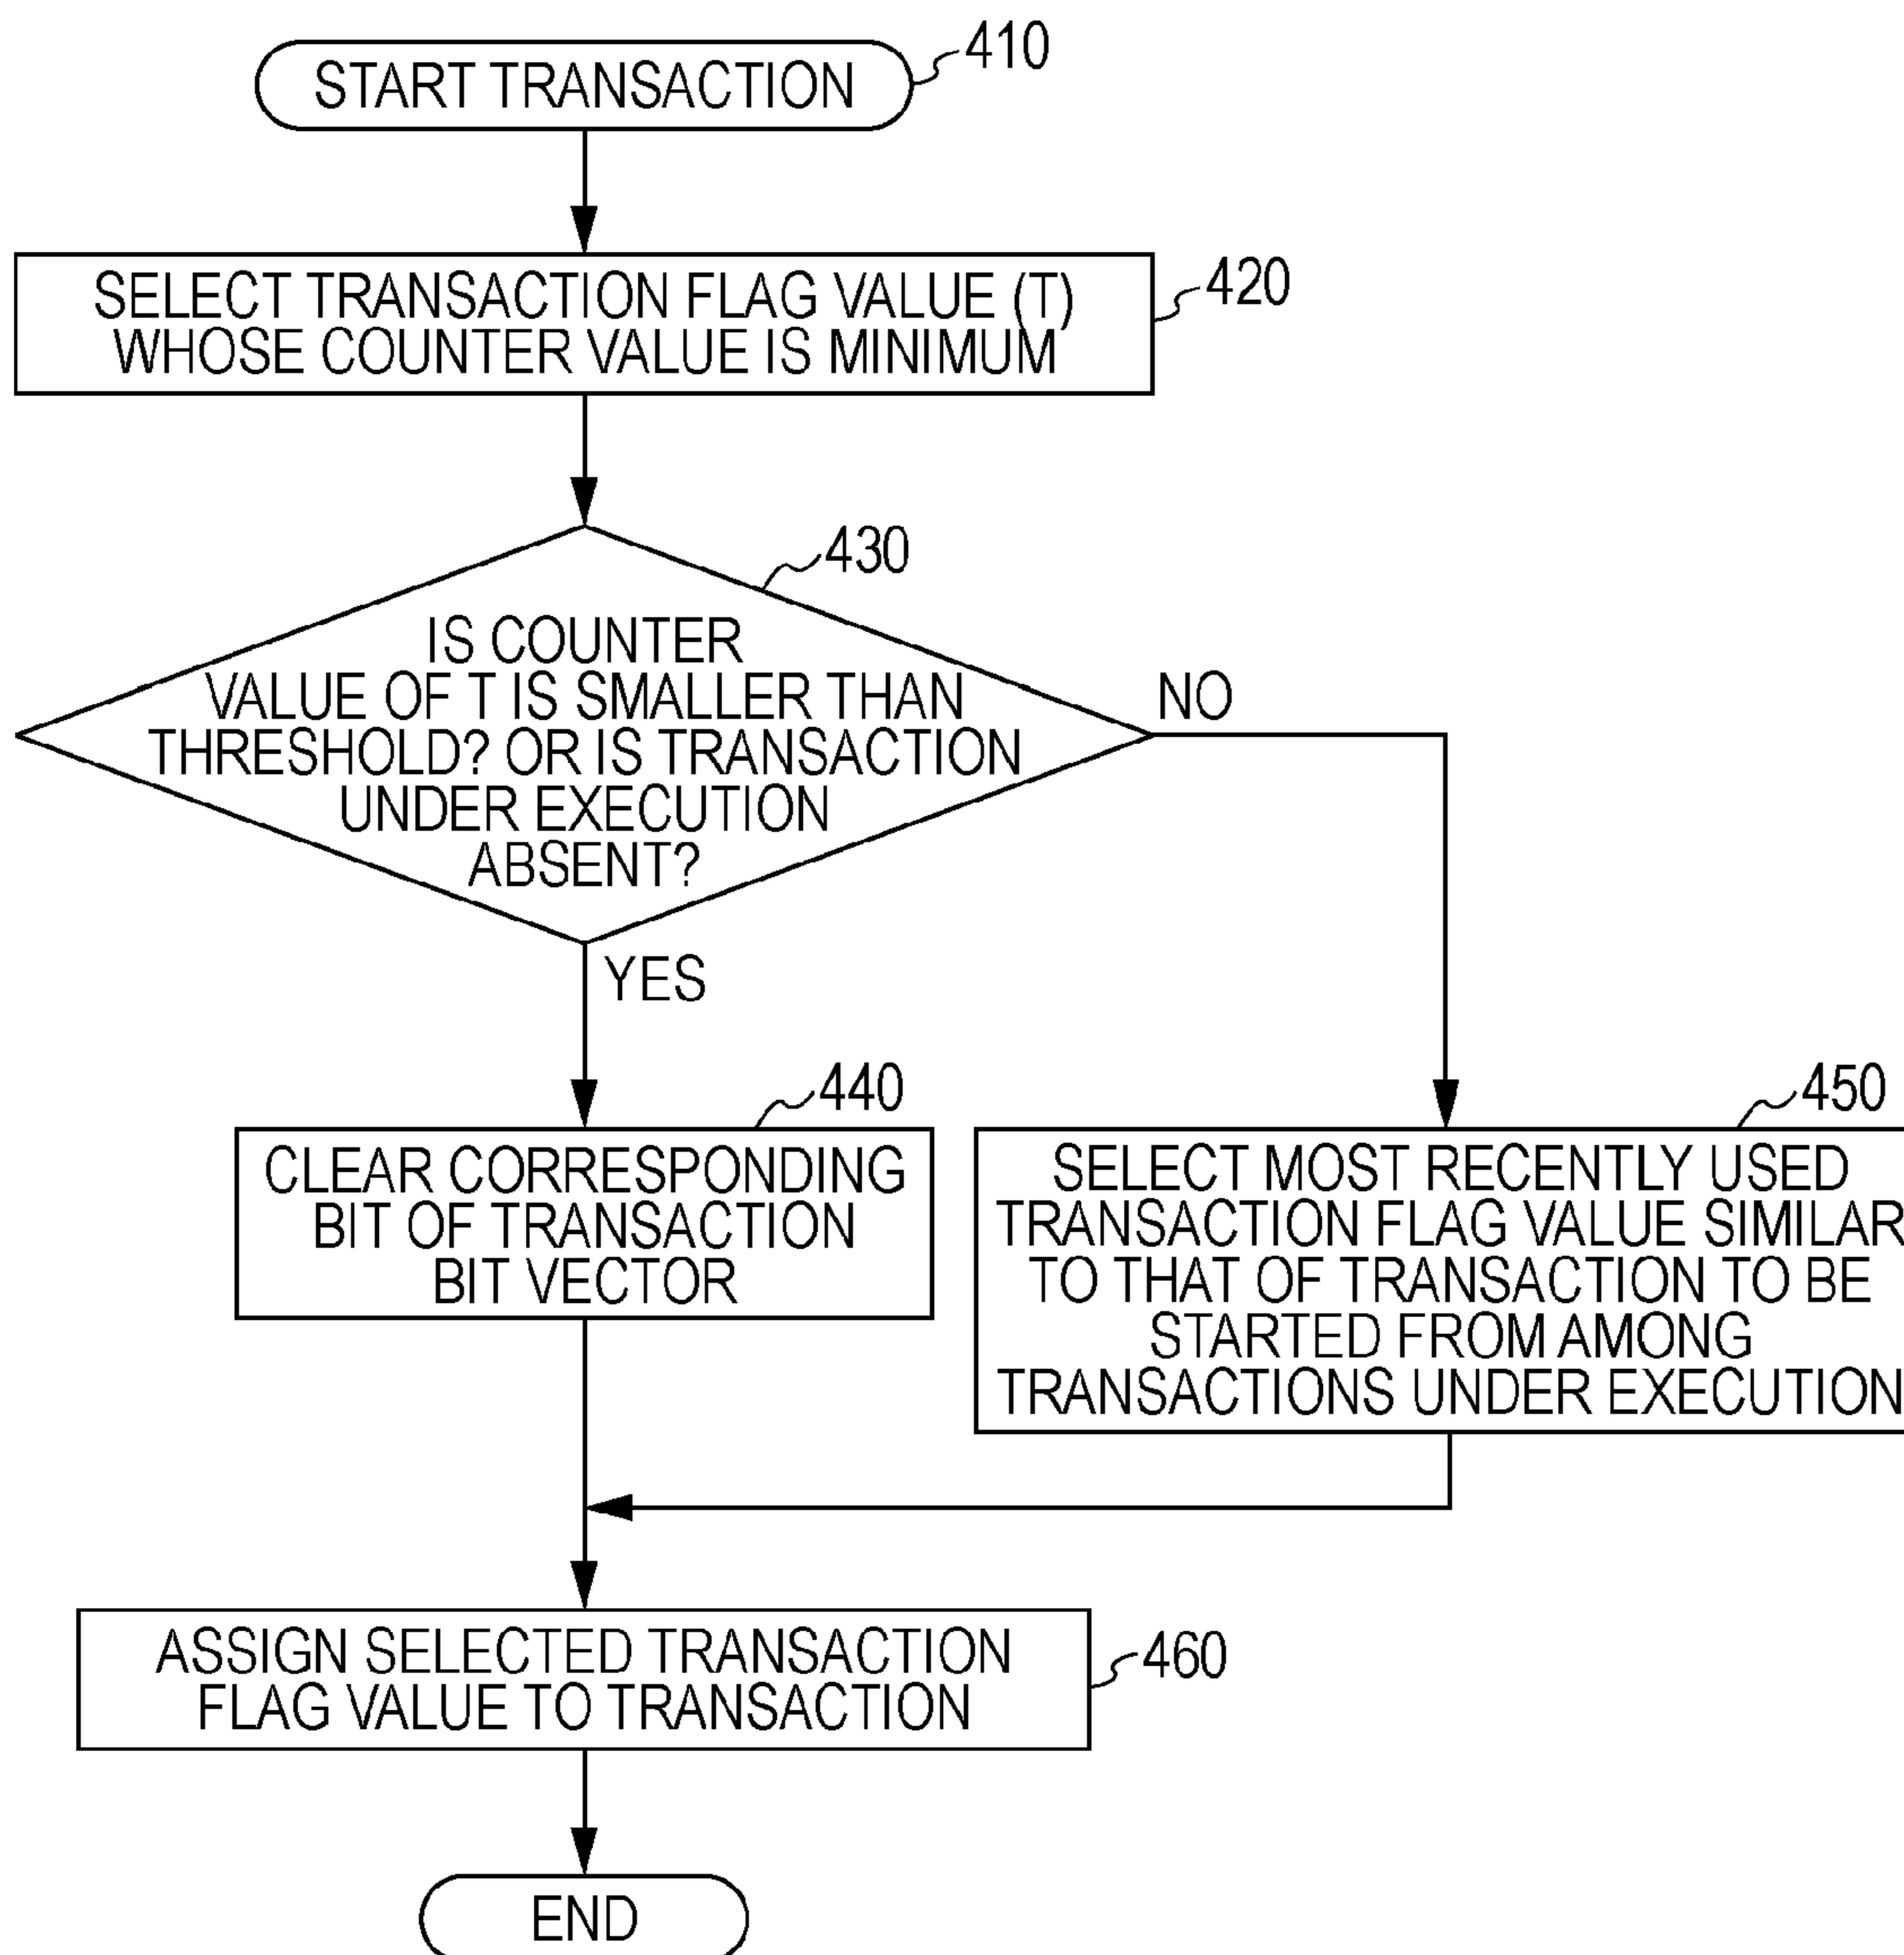 START TRANSACTION
410
SELECT TRANSACTION FLAG VALUE (T)
WHOSE COUNTER VALUE IS MINIMUM
420
430
IS COUNTER
VALUE OF T IS SMALLER THAN
THRESHOLD? OR IS TRANSACTION
UNDER EXECUTION
ABSENT?
NO
YES
440
CLEAR CORRESPONDING
BIT OF TRANSACTION
BIT VECTOR
450
SELECT MOST RECENTLY USED
TRANSACTION FLAG VALUE SIMILAR
TO THAT OF TRANSACTION TO BE
STARTED FROM AMONG
TRANSACTIONS UNDER EXECUTION
ASSIGN SELECTED TRANSACTION
FLAG VALUE TO TRANSACTION
460
END